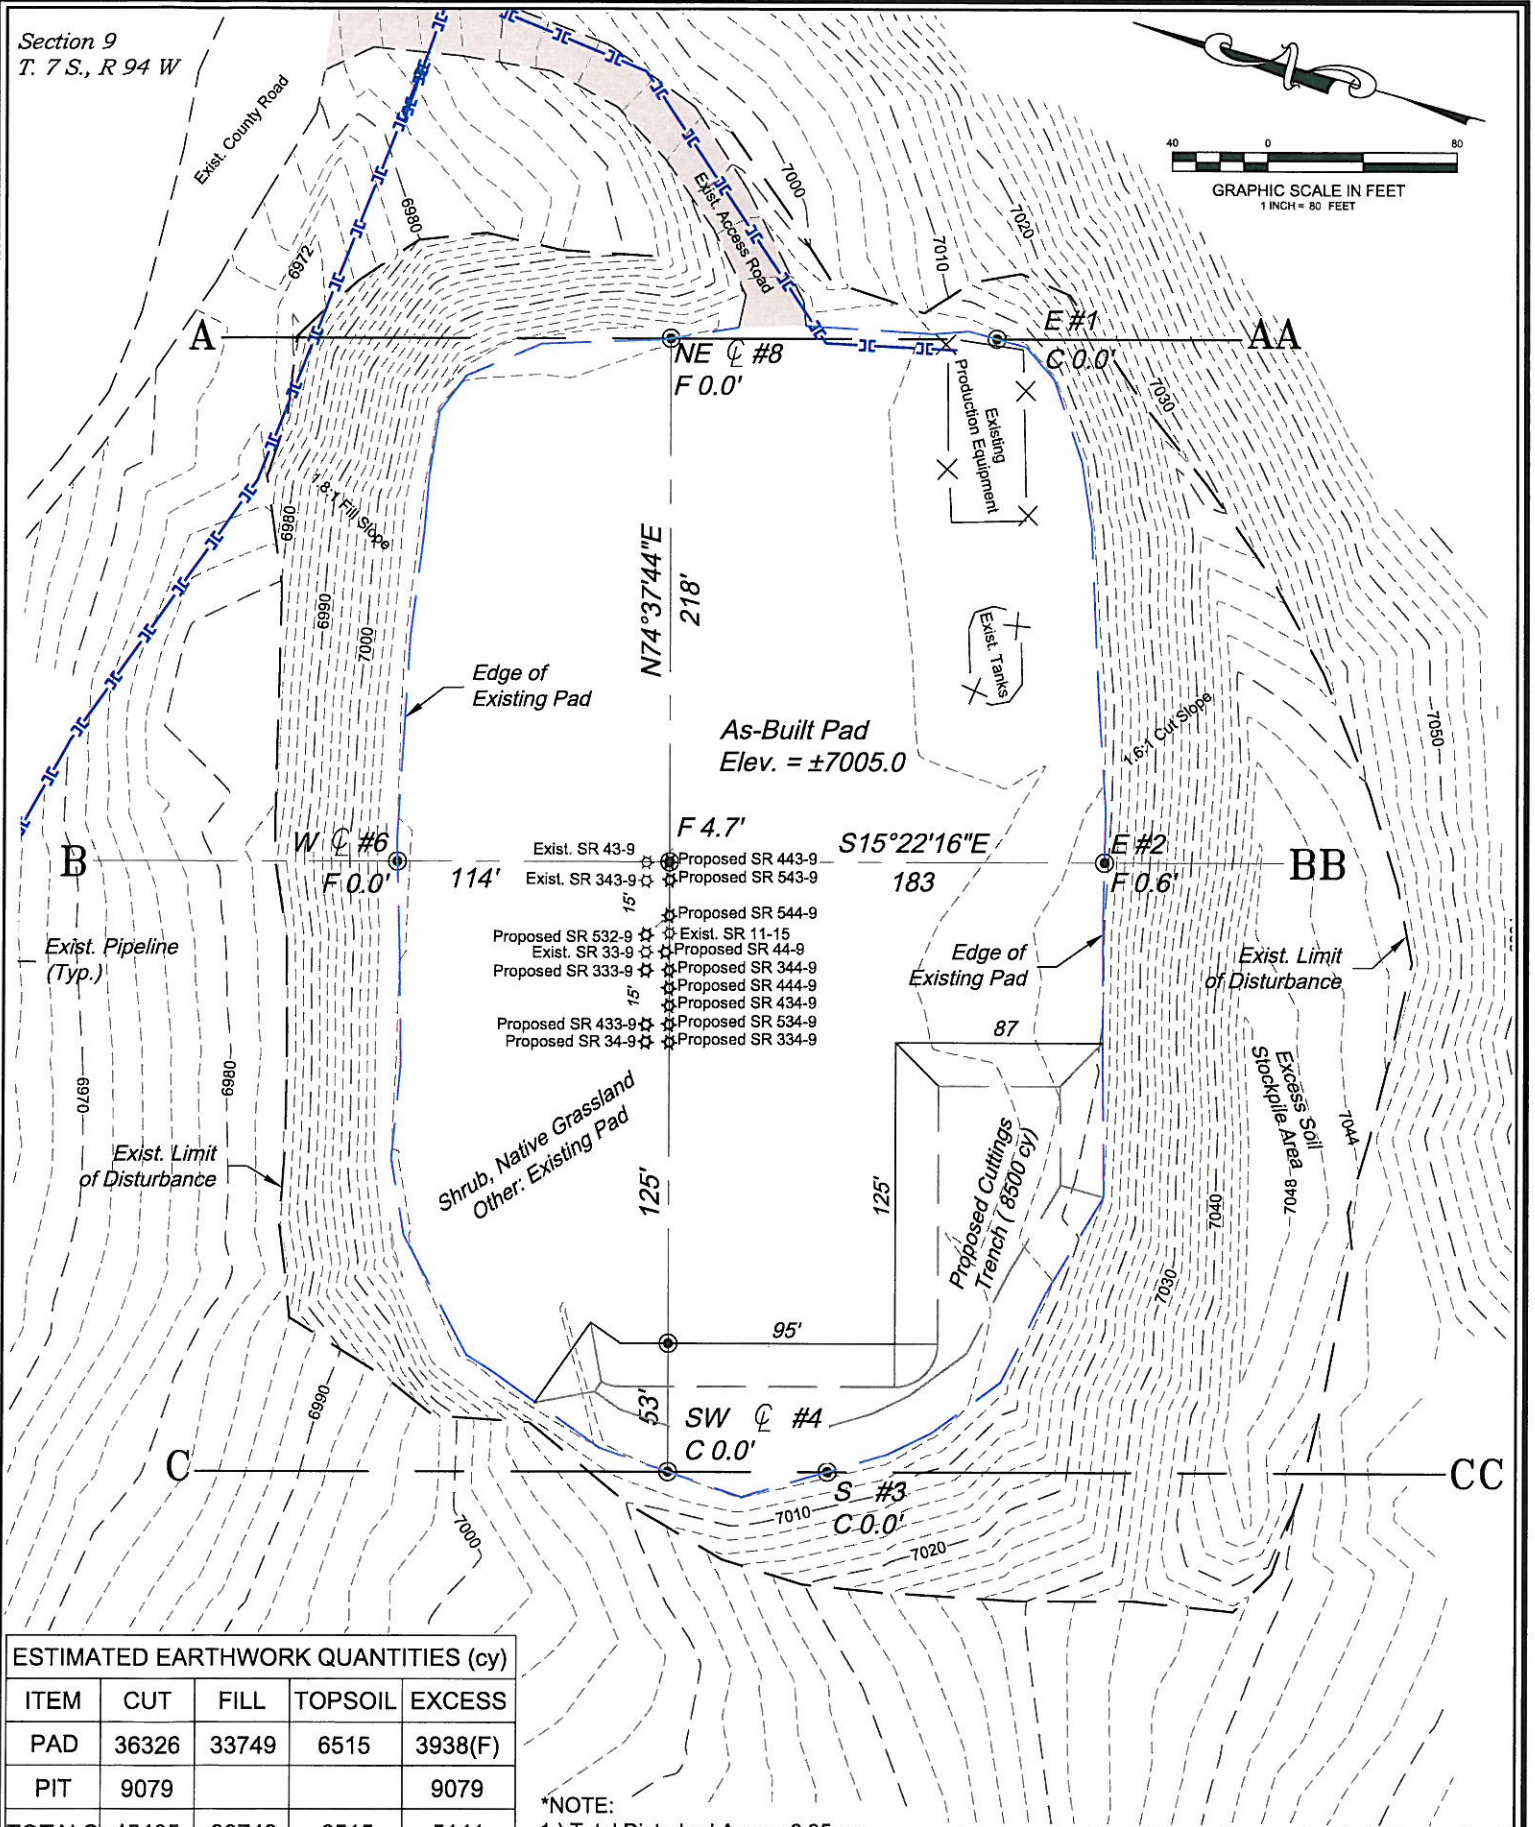 Section 9
T. 7 S., R 94 W
Exist. County Road
40 0 80
GRAPHIC SCALE IN FEET
1 INCH = 80 FEET
6980
6972
Exist. Access Road
7000
7010
7020
A
AA
NE ℄ #8
F 0.0'
E #1
C 0.0'
7030
Existing
Production Equipment
1.8:1 Fill Slope
6980
6990
7000
N74°37'44"E
218'
Edge of
Existing Pad
Exist. Tanks
As-Built Pad
Elev. = ±7005.0
1.6:1 Cut Slope
7050
B
W ℄ #6
F 0.0'
114'
F 4.7'
S15°22'16"E
183
E #2
F 0.6'
BB
Exist. SR 43-9
Proposed SR 443-9
Exist. SR 343-9
Proposed SR 543-9
15'
Proposed SR 544-9
Proposed SR 532-9
Exist. SR 11-15
Exist. SR 33-9
Proposed SR 44-9
Proposed SR 333-9
Proposed SR 344-9
15'
Proposed SR 444-9
Proposed SR 434-9
Proposed SR 433-9
Proposed SR 534-9
Proposed SR 34-9
Proposed SR 334-9
Exist. Pipeline
(Typ.)
Edge of
Existing Pad
Exist. Limit
of Disturbance
87
6970
6980
Exist. Limit
of Disturbance
Shrub, Native Grassland
Other: Existing Pad
125'
125'
Proposed Cuttings
Trench ( 8500 cy)
Excess Soil
Stockpile Area
7048
7044
7040
7030
95'
53'
6990
SW ℄ #4
C 0.0'
C
CC
S #3
C 0.0'
7000
7010
7020
ESTIMATED EARTHWORK QUANTITIES (cy)
ITEM CUT FILL TOPSOIL EXCESS
PAD 36326 33749 6515 3938(F)
PIT 9079 9079
*NOTE: